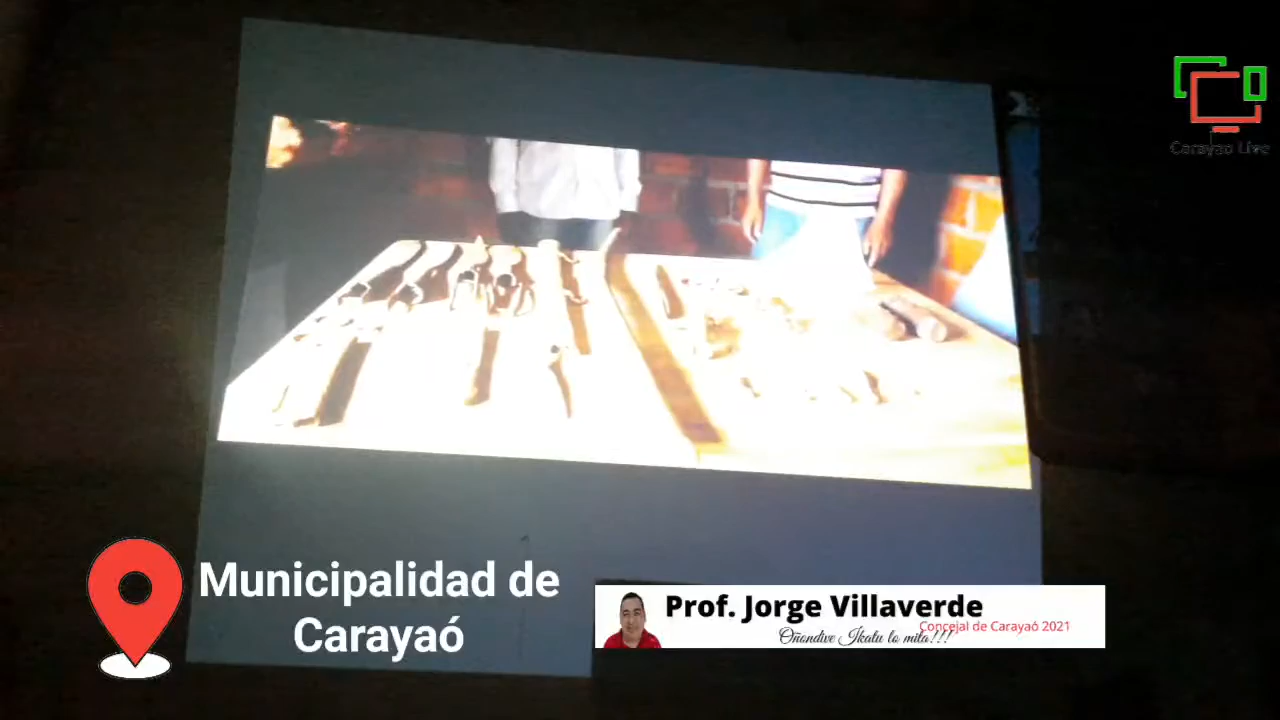 Carayao Live
Municipalidad de
Carayaó
Prof. Jorge Villaverde
Concejal de Carayaó 2021
Oñondive Ikatu lo mita!!!